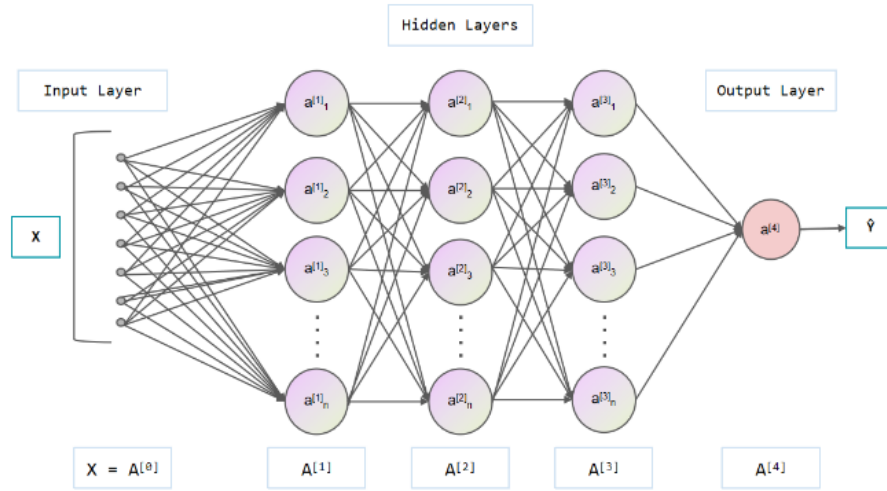 Hidden Layers
Input Layer
Output Layer
X
a[1]1
a[1]2
a[1]3
a[1]n
a[2]1
a[2]2
a[2]3
a[2]n
a[3]1
a[3]2
a[3]3
a[3]n
a[4]
Ŷ
X = A[0]
A[1]
A[2]
A[3]
A[4]